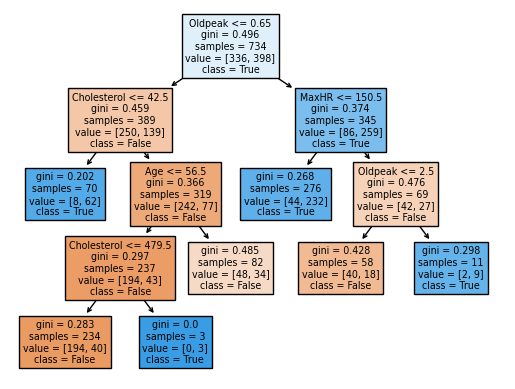 Oldpeak <= 0.65
gini = 0.496
samples = 734
value = [336, 398]
class = True
Cholesterol <= 42.5
gini = 0.459
samples = 389
value = [250, 139]
class = False
MaxHR <= 150.5
gini = 0.374
samples = 345
value = [86, 259]
class = True
gini = 0.202
samples = 70
value = [8, 62]
class = True
Age <= 56.5
gini = 0.366
samples = 319
value = [242, 77]
class = False
gini = 0.268
samples = 276
value = [44, 232]
class = True
Oldpeak <= 2.5
gini = 0.476
samples = 69
value = [42, 27]
class = False
Cholesterol <= 479.5
gini = 0.297
samples = 237
value = [194, 43]
class = False
gini = 0.485
samples = 82
value = [48, 34]
class = False
gini = 0.428
samples = 58
value = [40, 18]
class = False
gini = 0.298
samples = 11
value = [2, 9]
class = True
gini = 0.283
samples = 234
value = [194, 40]
class = False
gini = 0.0
samples = 3
value = [0, 3]
class = True